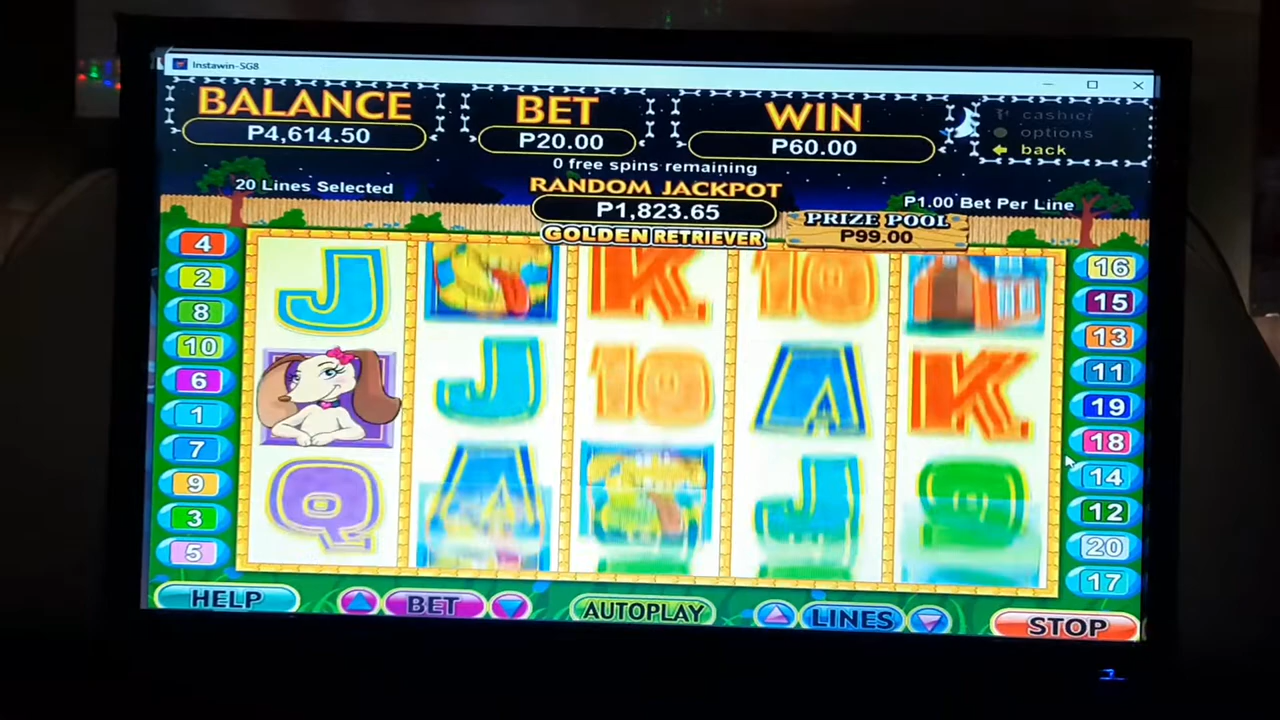 Instawin-SG8
BALANCE BET WIN
P4,614.50 P20.00 P60.00
cashier
options
back
0 free spins remaining
20 Lines Selected
RANDOM JACKPOT
P1,823.65
P1.00 Bet Per Line
PRIZE POOL
P99.00
GOLDEN RETRIEVER
4 J K 10 16
2 15
8 13
10 J 10 A K 11
6 19
1 18
7 14
9 Q A J 9 12
3 20
5 17
HELP BET AUTOPLAY LINES STOP